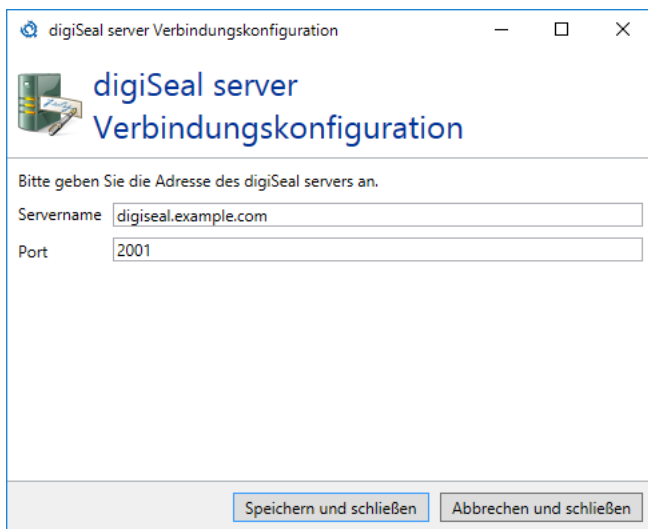 digiSeal server Verbindungskonfiguration
digiSeal server
Verbindungskonfiguration
Bitte geben Sie die Adresse des digiSeal servers an.
Servername digiseal.example.com
Port 2001
Speichern und schließen Abbrechen und schließen